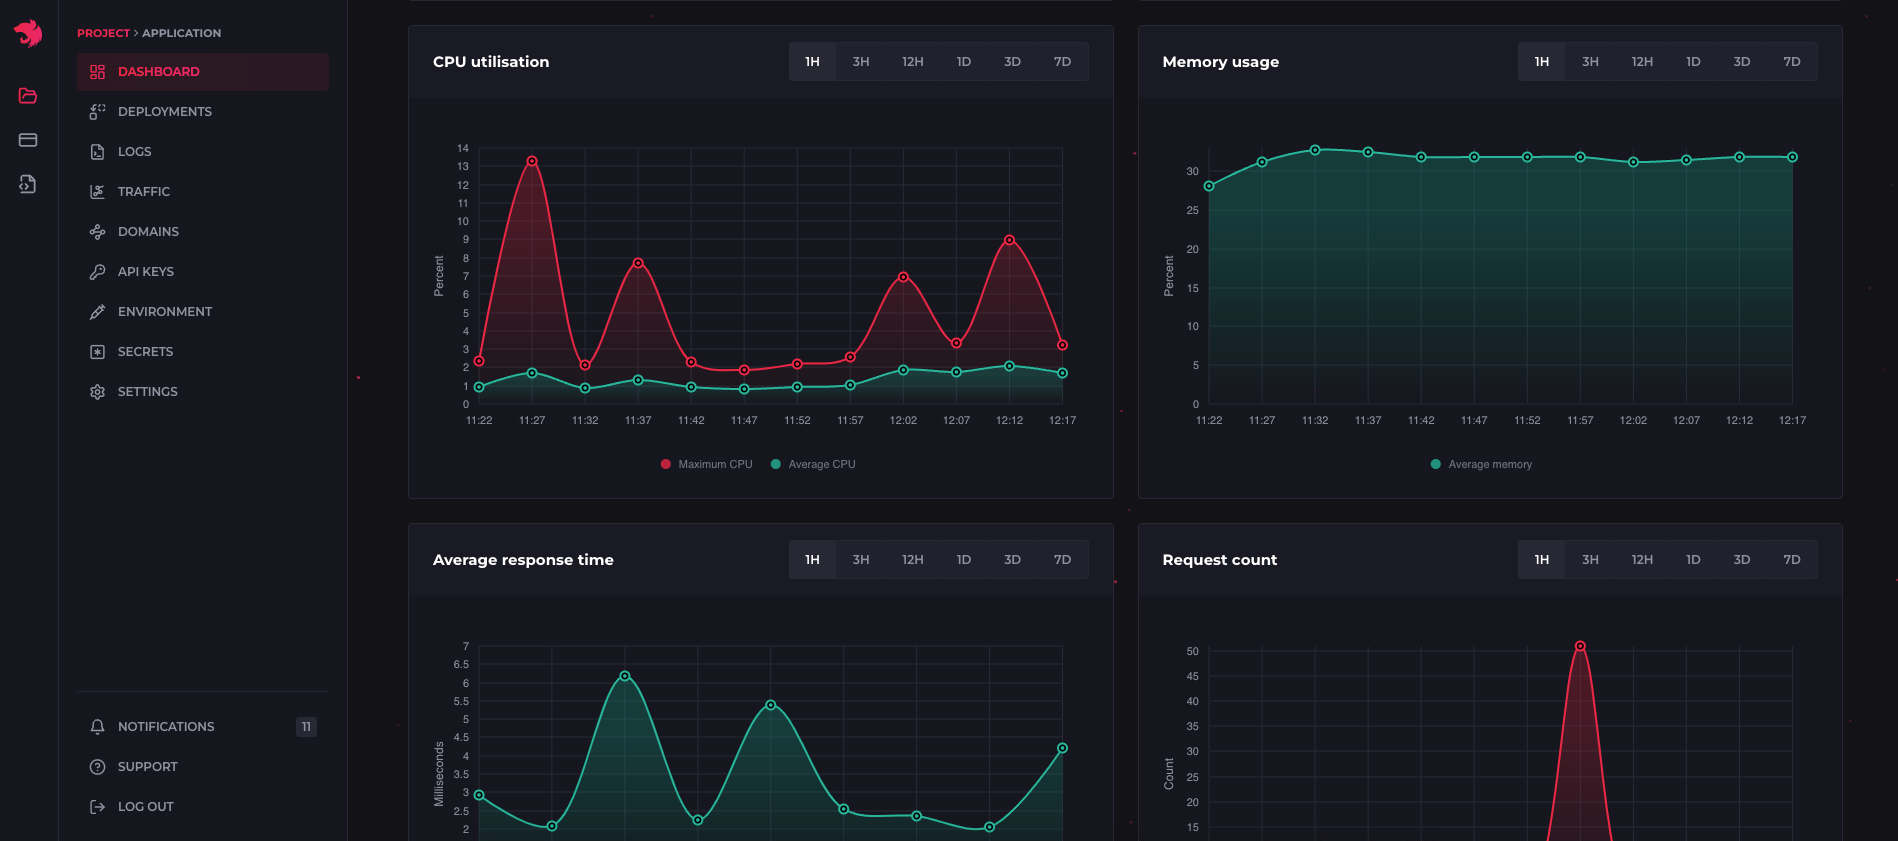 PROJECT > APPLICATION
DASHBOARD
DEPLOYMENTS
LOGS
TRAFFIC
DOMAINS
API KEYS
ENVIRONMENT
SECRETS
SETTINGS
NOTIFICATIONS 11
SUPPORT
LOG OUT
CPU utilisation
1H 3H 12H 1D 3D 7D
Percent
14
13
12
11
10
9
8
7
6
5
4
3
2
1
0
11:22 11:27 11:32 11:37 11:42 11:47 11:52 11:57 12:02 12:07 12:12 12:17
Maximum CPU Average CPU
Memory usage
1H 3H 12H 1D 3D 7D
Percent
30
25
20
15
10
5
0
11:22 11:27 11:32 11:37 11:42 11:47 11:52 11:57 12:02 12:07 12:12 12:17
Average memory
Average response time
1H 3H 12H 1D 3D 7D
Milliseconds
7
6.5
6
5.5
5
4.5
4
3.5
3
2.5
2
Request count
1H 3H 12H 1D 3D 7D
Count
50
45
40
35
30
25
20
15